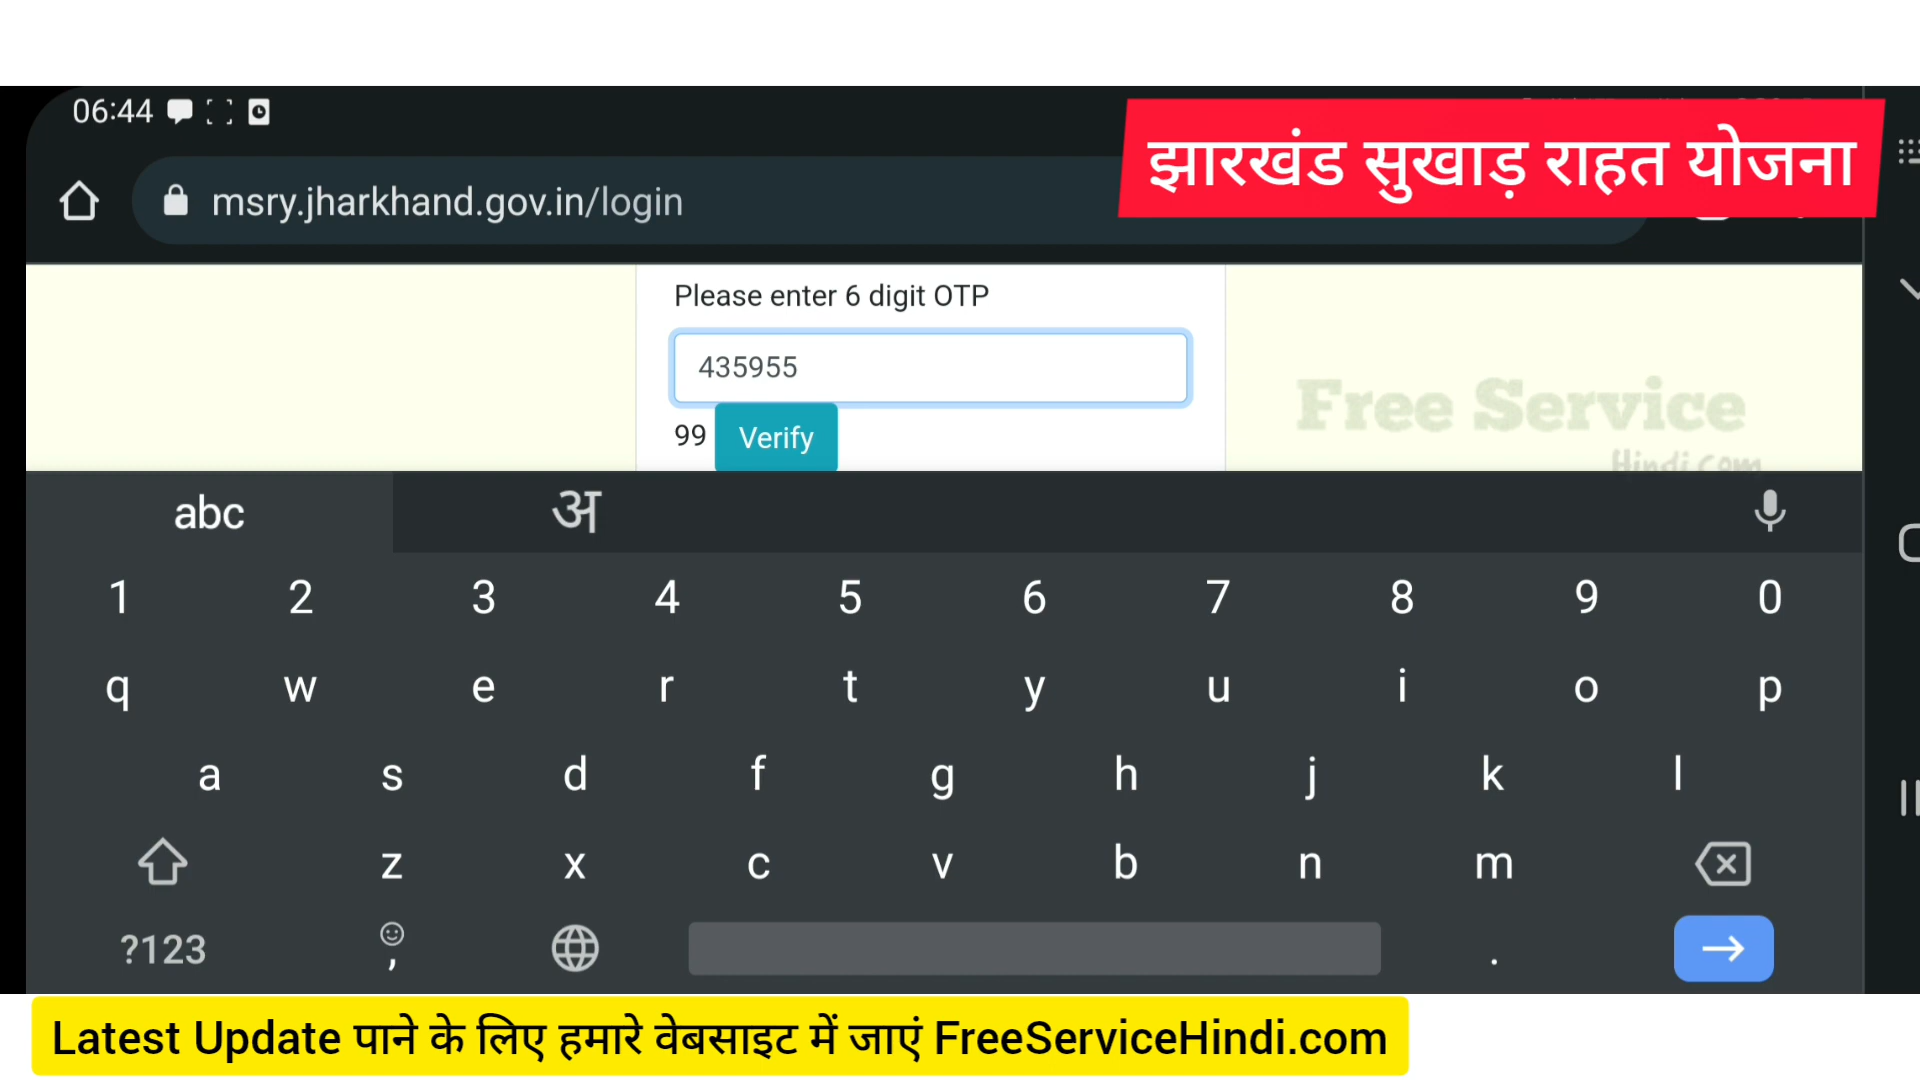 06:44
झारखंड सुखाड़ राहत योजना
msry.jharkhand.gov.in/login
Please enter 6 digit OTP
435955
99 Verify
Free Service
Hindi.com
abc अ
1 2 3 4 5 6 7 8 9 0
q w e r t y u i o p
a s d f g h j k l
z x c v b n m
?123 , .
Latest Update पाने के लिए हमारे वेबसाइट में जाएं FreeServiceHindi.com